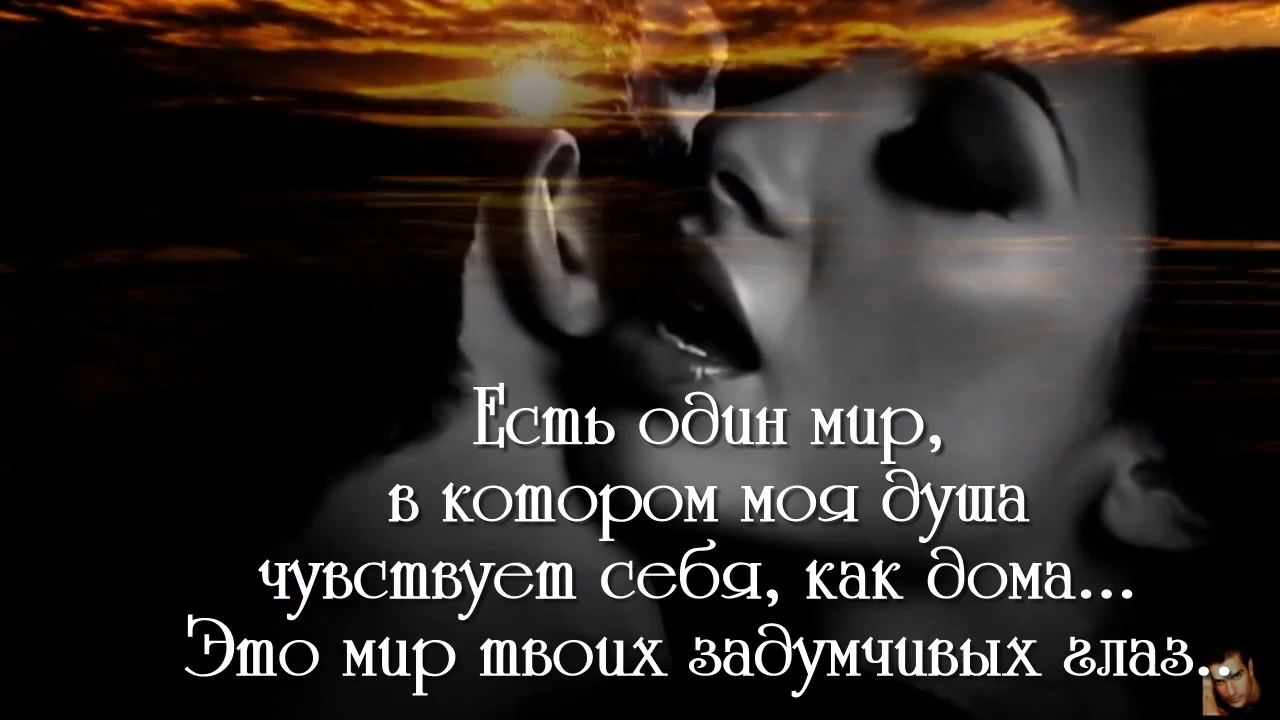 Есть один мир,
в котором моя душа
чувствует себя, как дома...
Это мир твоих задумчивых глаз..